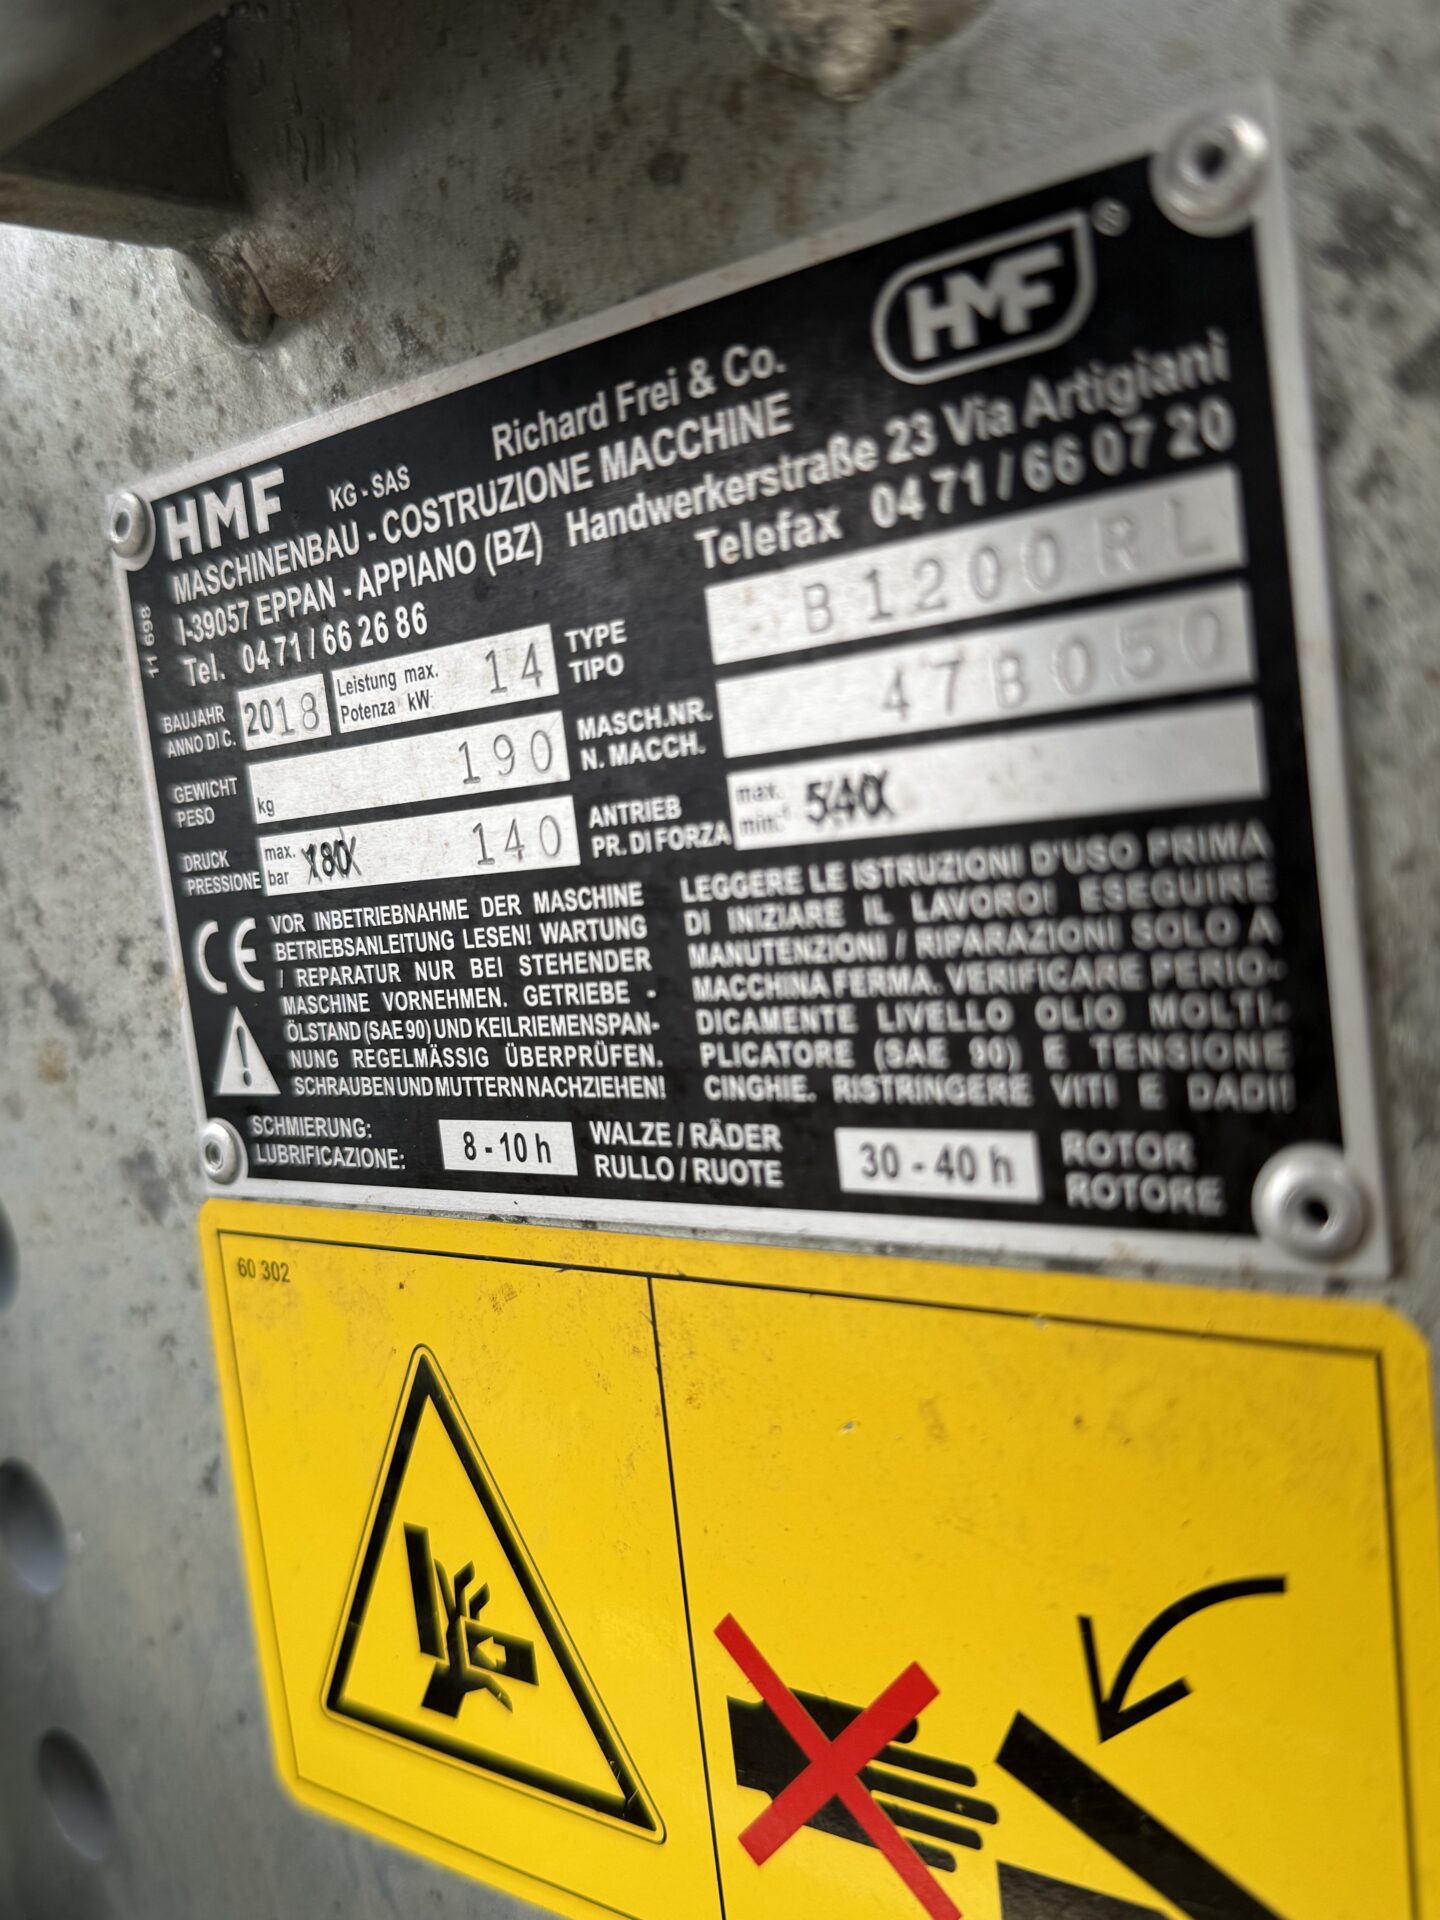 HMF®
HMF KG - SAS Richard Frei & Co.
MASCHINENBAU - COSTRUZIONE MACCHINE
I-39057 EPPAN - APPIANO (BZ) Handwerkerstraße 23 Via Artigiani
Tel. 04 71 / 66 26 86 Telefax 04 71 / 66 07 20
11 698
BAUJAHR
ANNO DI C.
2018
Leistung max.
Potenza kW
14
TYPE
TIPO
B1200RL
GEWICHT
PESO
kg
190
MASCH.NR.
N. MACCH.
47B050
DRUCK
PRESSIONE
max.
bar
180
140
ANTRIEB
PR. DI FORZA
max.
min.⁻¹
540
CE
VOR INBETRIEBNAHME DER MASCHINE
BETRIEBSANLEITUNG LESEN! WARTUNG
/ REPARATUR NUR BEI STEHENDER
MASCHINE VORNEHMEN. GETRIEBE -
ÖLSTAND (SAE 90) UND KEILRIEMENSPAN-
NUNG REGELMÄSSIG ÜBERPRÜFEN.
SCHRAUBEN UND MUTTERN NACHZIEHEN!
LEGGERE LE ISTRUZIONI D'USO PRIMA
DI INIZIARE IL LAVORO! ESEGUIRE
MANUTENZIONI / RIPARAZIONI SOLO A
MACCHINA FERMA. VERIFICARE PERIO-
DICAMENTE LIVELLO OLIO MOLTI-
PLICATORE (SAE 90) E TENSIONE
CINGHIE. RISTRINGERE VITI E DADI!
SCHMIERUNG:
LUBRIFICAZIONE:
8 - 10 h
WALZE / RÄDER
RULLO / RUOTE
30 - 40 h
ROTOR
ROTORE
60 302